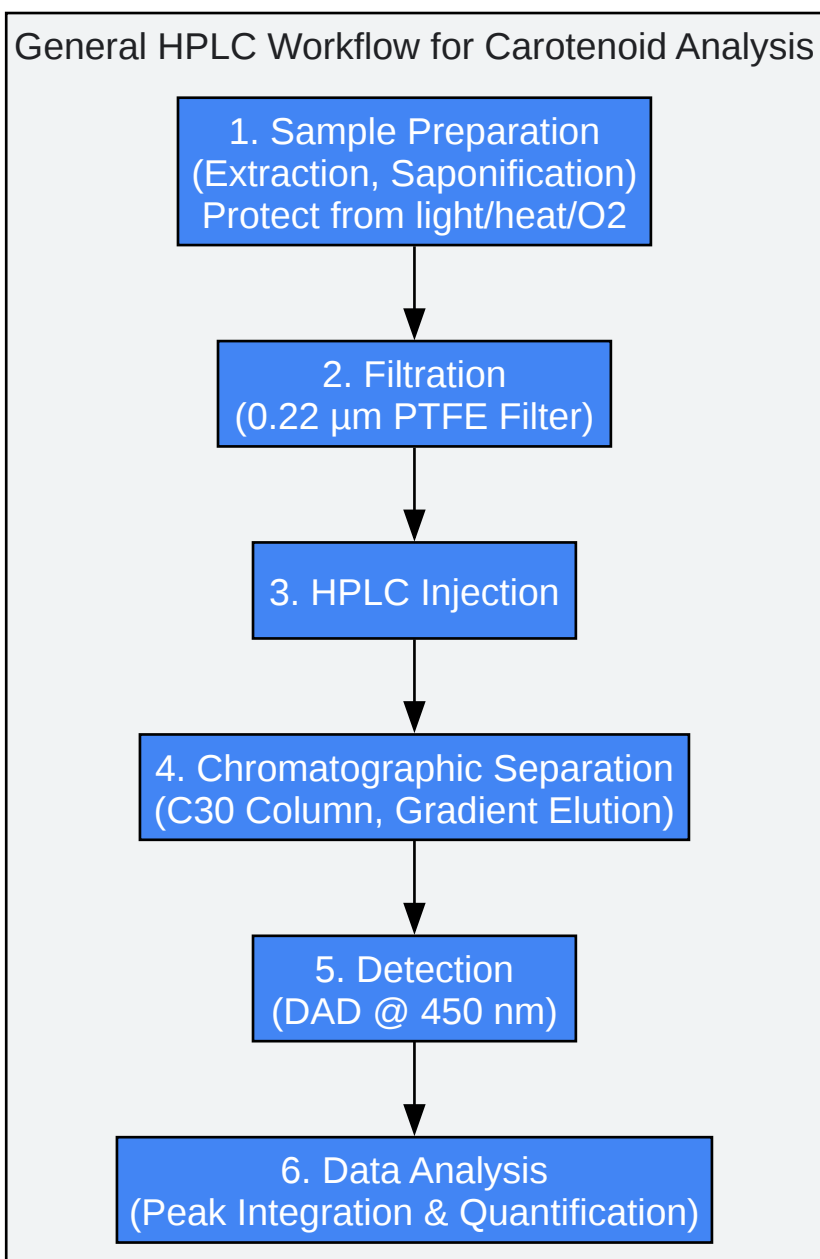 General HPLC Workflow for Carotenoid Analysis
1. Sample Preparation
(Extraction, Saponification)
Protect from light/heat/O2
2. Filtration
(0.22 µm PTFE Filter)
3. HPLC Injection
4. Chromatographic Separation
(C30 Column, Gradient Elution)
5. Detection
(DAD @ 450 nm)
6. Data Analysis
(Peak Integration & Quantification)